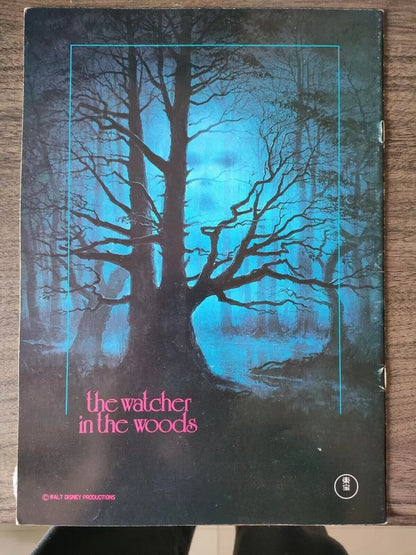 the watcher
in the woods
©WALT DISNEY PRODUCTIONS
東宝